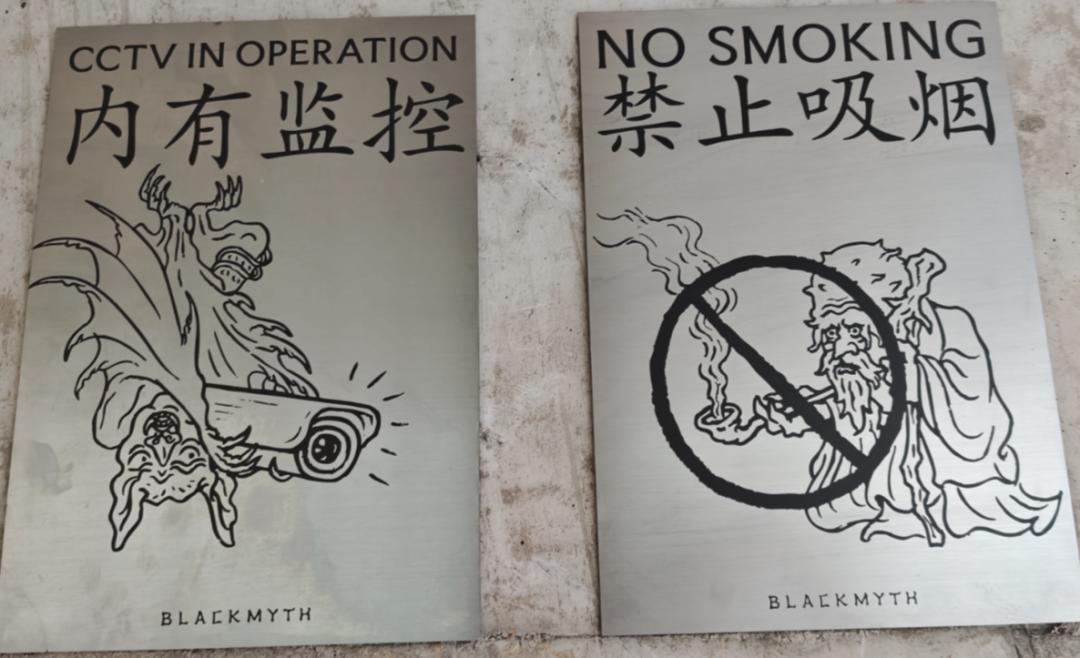 CCTV IN OPERATION
内有监控
BLACKMYTH
NO SMOKING
禁止吸烟
BLACKMYTH